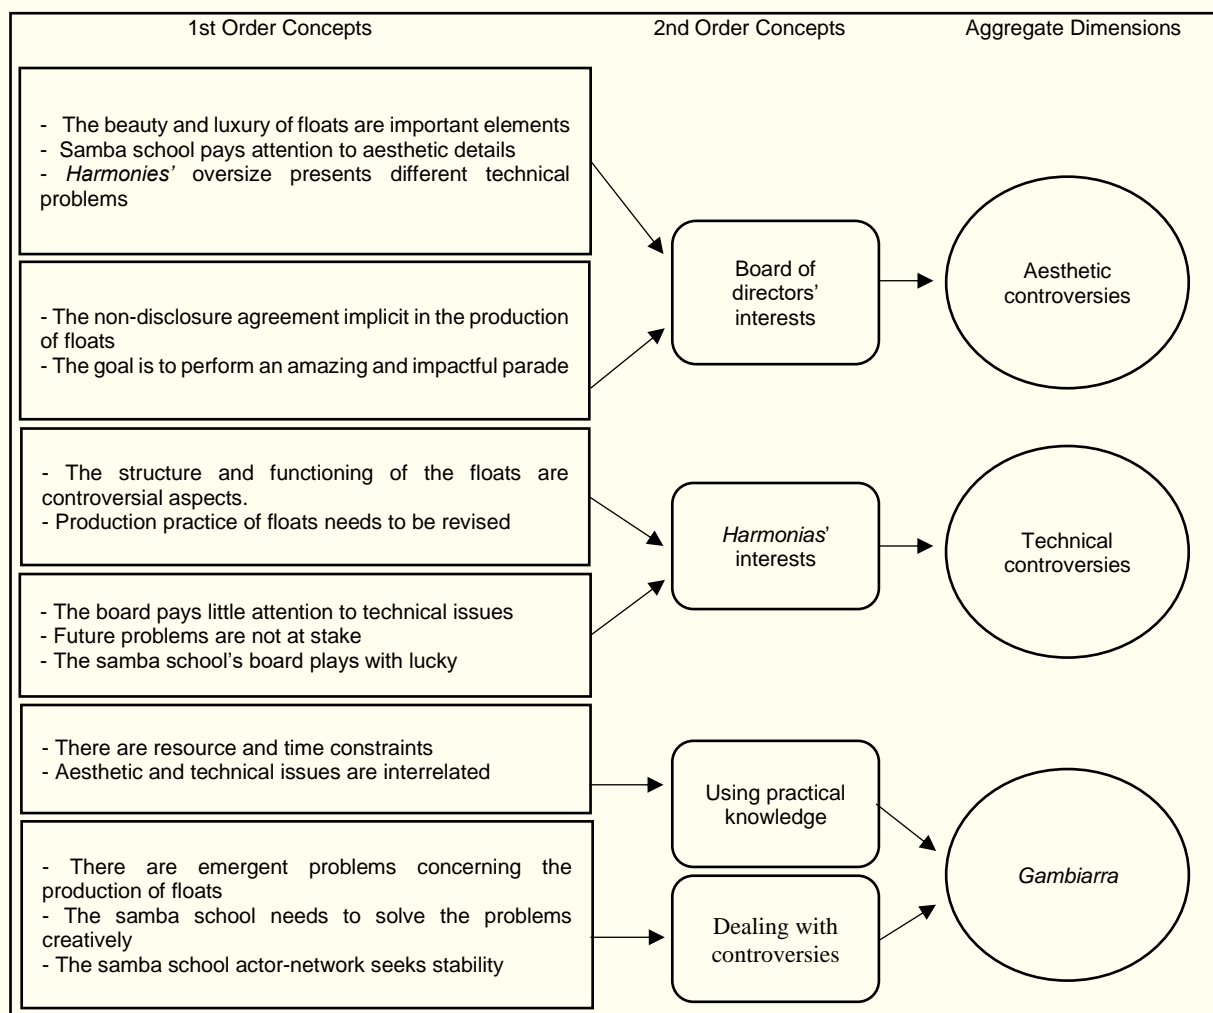 1st Order Concepts
2nd Order Concepts
Aggregate Dimensions
- The beauty and luxury of floats are important elements
- Samba school pays attention to aesthetic details
- Harmonies’ oversize presents different technical
problems
- The non-disclosure agreement implicit in the production
of floats
- The goal is to perform an amazing and impactful parade
Board of
directors’
interests
Aesthetic
controversies
- The structure and functioning of the floats are
controversial aspects.
- Production practice of floats needs to be revised
- The board pays little attention to technical issues
- Future problems are not at stake
- The samba school’s board plays with lucky
Harmonias’
interests
Technical
controversies
- There are resource and time constraints
- Aesthetic and technical issues are interrelated
Using practical
knowledge
- There are emergent problems concerning the
production of floats
- The samba school needs to solve the problems
creatively
- The samba school actor-network seeks stability
Dealing with
controversies
Gambiarra